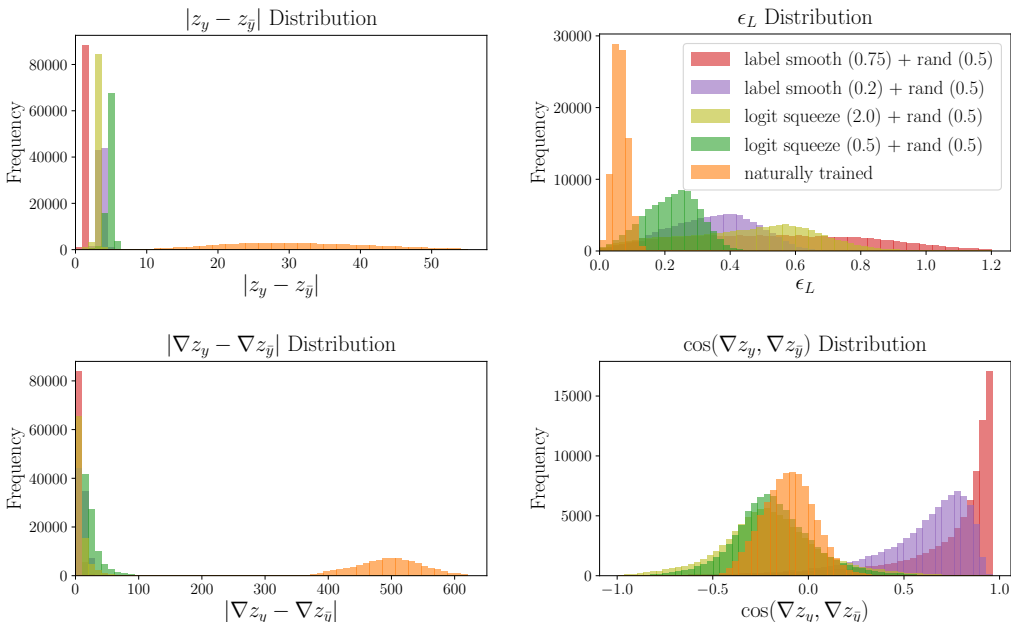 |z_y − z_ȳ| Distribution
80000
60000
40000
20000
0
Frequency
0 10 20 30 40 50
|z_y − z_ȳ|
ϵ_L Distribution
30000
20000
10000
0
Frequency
label smooth (0.75) + rand (0.5)
label smooth (0.2) + rand (0.5)
logit squeeze (2.0) + rand (0.5)
logit squeeze (0.5) + rand (0.5)
naturally trained
0.0 0.2 0.4 0.6 0.8 1.0 1.2
ϵ_L
|∇z_y − ∇z_ȳ| Distribution
80000
60000
40000
20000
0
Frequency
0 100 200 300 400 500 600
|∇z_y − ∇z_ȳ|
cos(∇z_y, ∇z_ȳ) Distribution
15000
10000
5000
0
Frequency
−1.0 −0.5 0.0 0.5 1.0
cos(∇z_y, ∇z_ȳ)